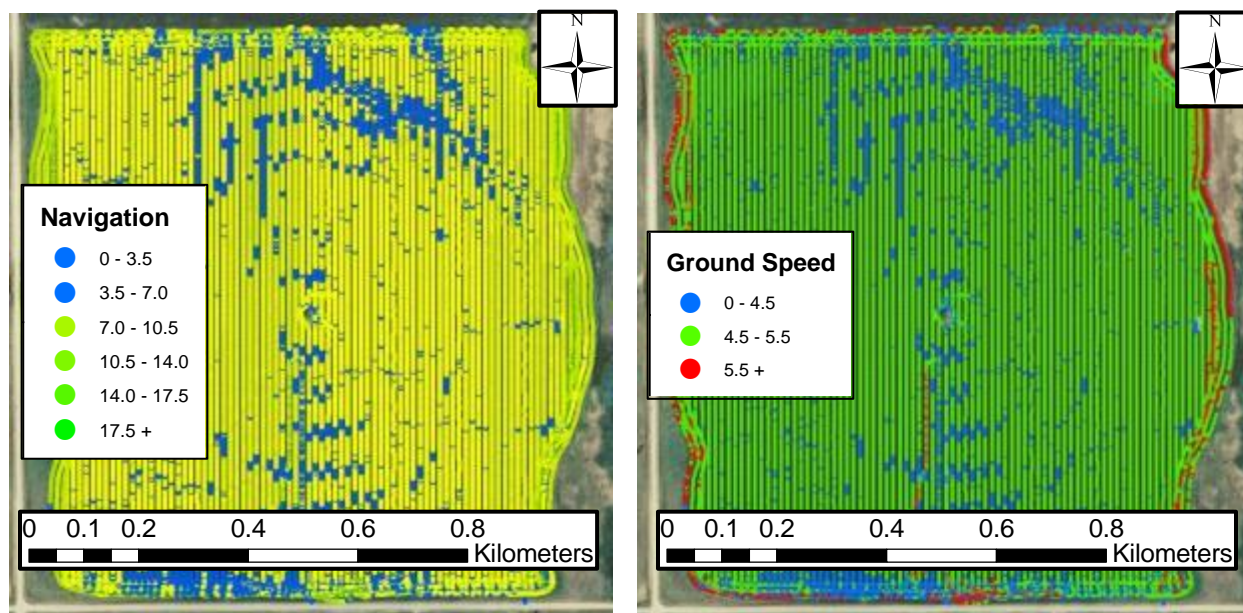 N
Navigation
0 - 3.5
3.5 - 7.0
7.0 - 10.5
10.5 - 14.0
14.0 - 17.5
17.5 +
0 0.1 0.2 0.4 0.6 0.8
Kilometers
N
Ground Speed
0 - 4.5
4.5 - 5.5
5.5 +
0 0.1 0.2 0.4 0.6 0.8
Kilometers